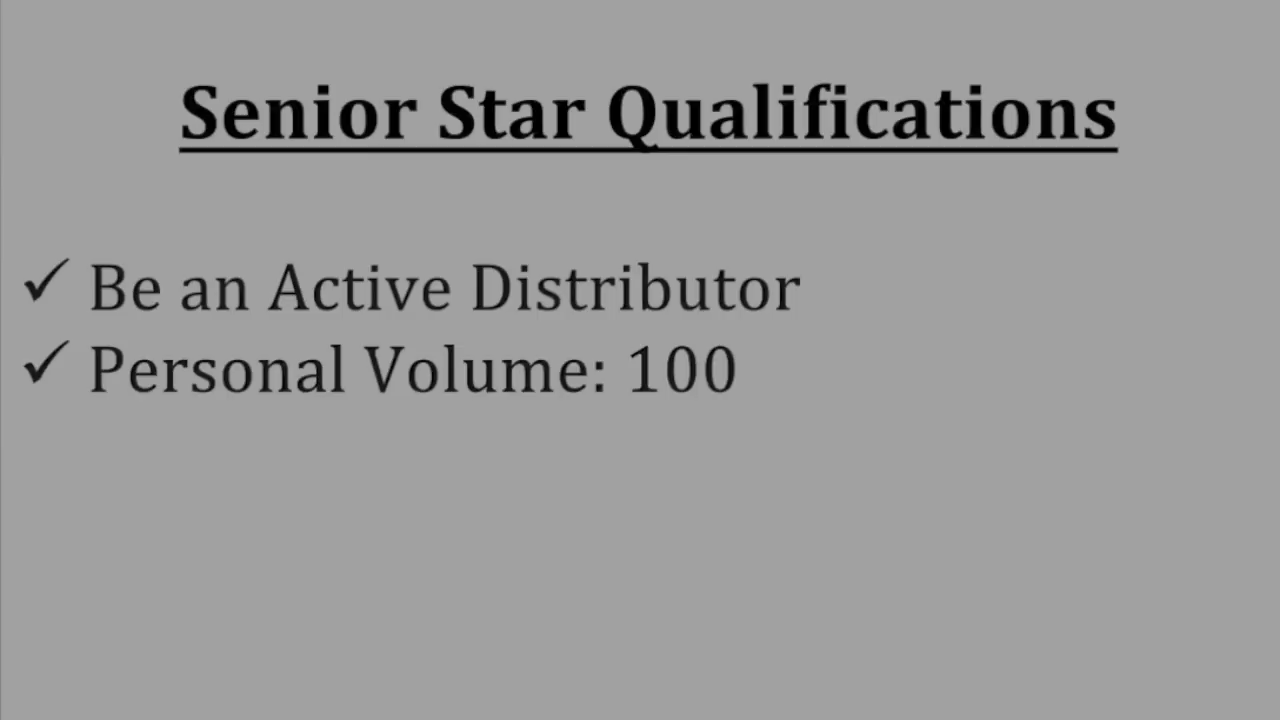 Senior Star Qualifications
✓ Be an Active Distributor
✓ Personal Volume: 100